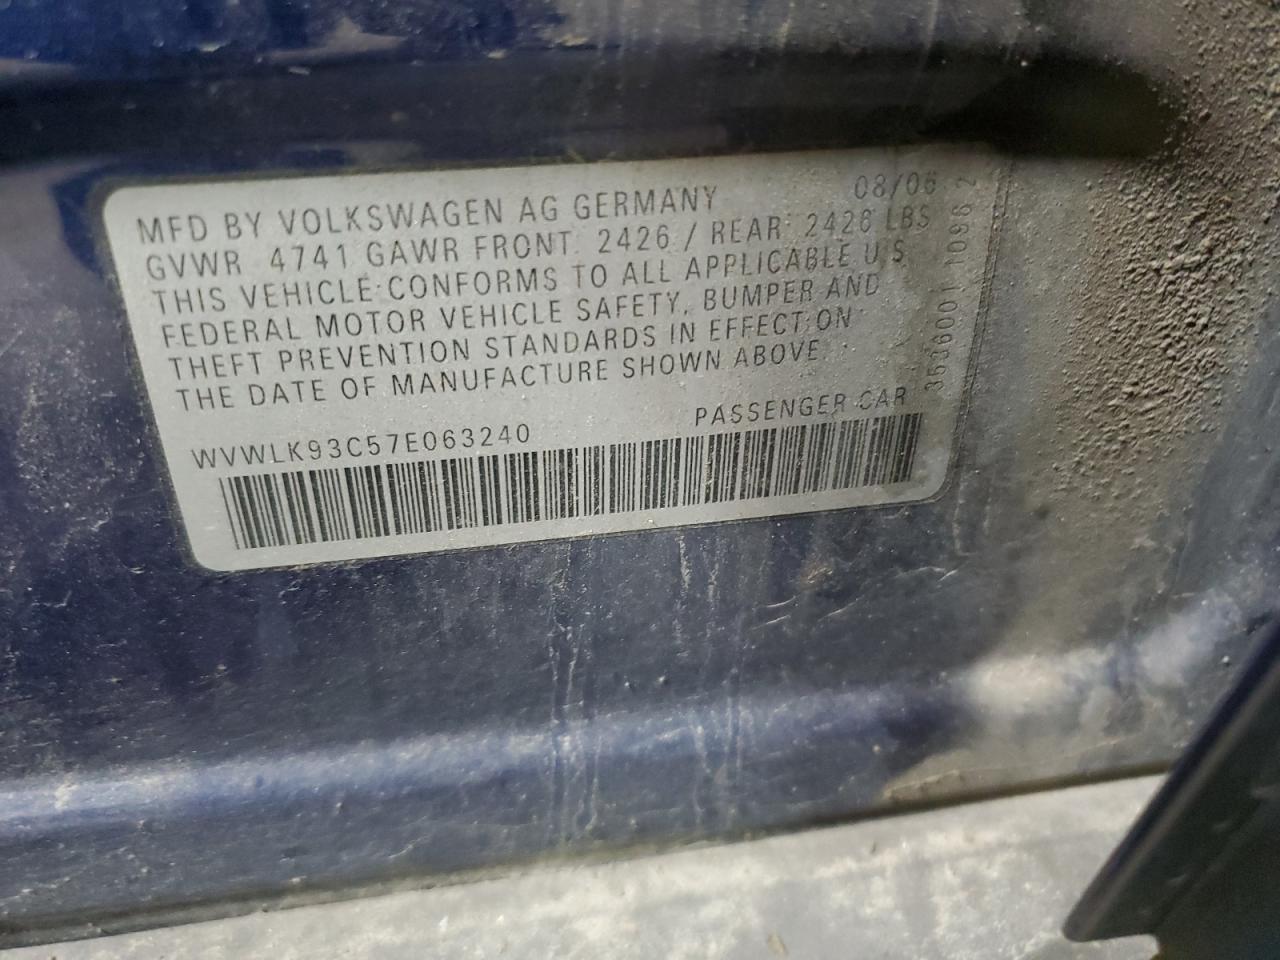 MFD BY VOLKSWAGEN AG GERMANY 08/06
GVWR 4741 GAWR FRONT: 2426 / REAR: 2426 LBS
THIS VEHICLE CONFORMS TO ALL APPLICABLE U.S.
FEDERAL MOTOR VEHICLE SAFETY, BUMPER AND
THEFT PREVENTION STANDARDS IN EFFECT ON
THE DATE OF MANUFACTURE SHOWN ABOVE.
PASSENGER CAR
WVWLK93C57E063240